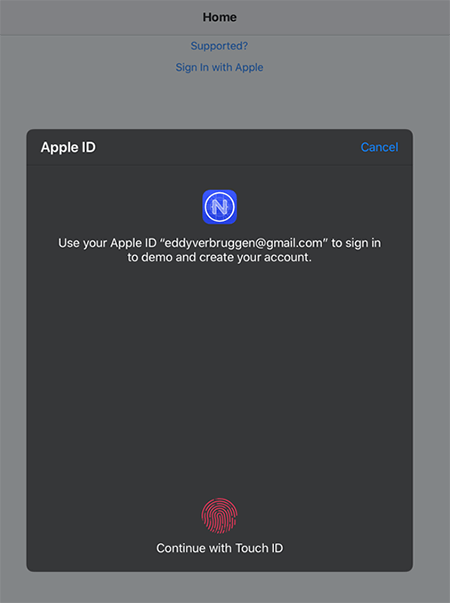 Home
Supported?
Sign In with Apple
Apple ID
Cancel
N
Use your Apple ID “eddyverbruggen@gmail.com” to sign in
to demo and create your account.
Continue with Touch ID